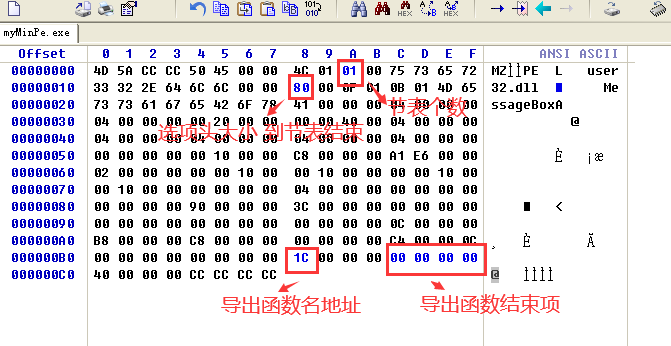 101
010
HEX
HEX
myMinPe.exe
Offset 0 1 2 3 4 5 6 7 8 9 A B C D E F ANSI ASCII
00000000 4D 5A CC CC 50 45 00 00 4C 01 01 00 75 73 65 72 MZÌÌPE L user
00000010 33 32 2E 64 6C 6C 00 00 80 00 0F 01 0B 01 4D 65 32.dll Me
00000020 73 73 61 67 65 42 6F 78 41 00 00 00 04 00 00 00 ssageBoxA
节表个数
00000030 04 00 00 00 00 20 00 00 00 00 40 00 04 00 00 00 @
选项头大小 到节表结束
00000040 04 00 00 00 04 00 00 00
00000050 00 00 00 00 00 10 00 00 C8 00 00 00 A1 E6 00 00 È ¡æ
00000060 02 00 00 00 00 00 10 00 00 10 00 00 00 00 10 00
00000070 00 10 00 00 00 00 00 00 04 00 00 00 00 00 00 00
00000080 00 00 00 00 00 90 00 00 3C 00 00 00 00 00 00 00 <
00000090 00 00 00 00 00 00 00 00 00 00 00 00 0C 00 00 00
000000A0 B8 00 00 00 C8 00 00 00 00 00 00 00 C4 00 00 0C ¸ È Ä
000000B0 00 00 00 00 00 00 00 00 1C 00 00 00 00 00 00 00
000000C0 40 00 00 00 CC CC CC CC @ ÌÌÌÌ
导出函数名地址
导出函数结束项